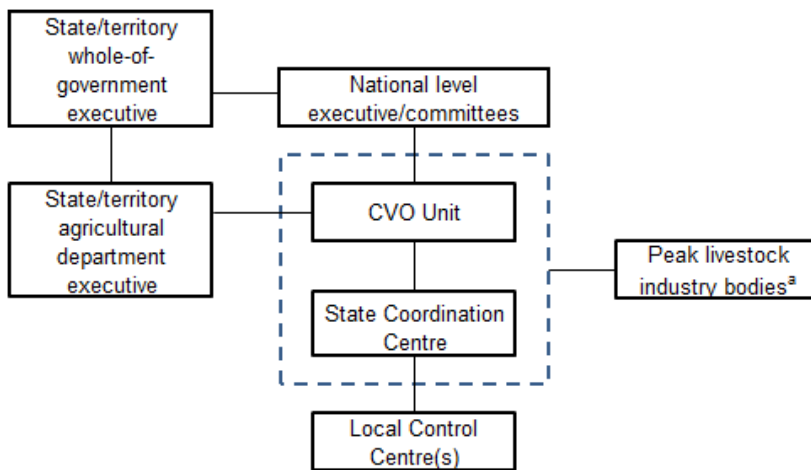 State/territory
whole-of-
government
executive
National level
executive/committees
State/territory
agricultural
department
executive
CVO Unit
Peak livestock
industry bodiesª
State Coordination
Centre
Local Control
Centre(s)